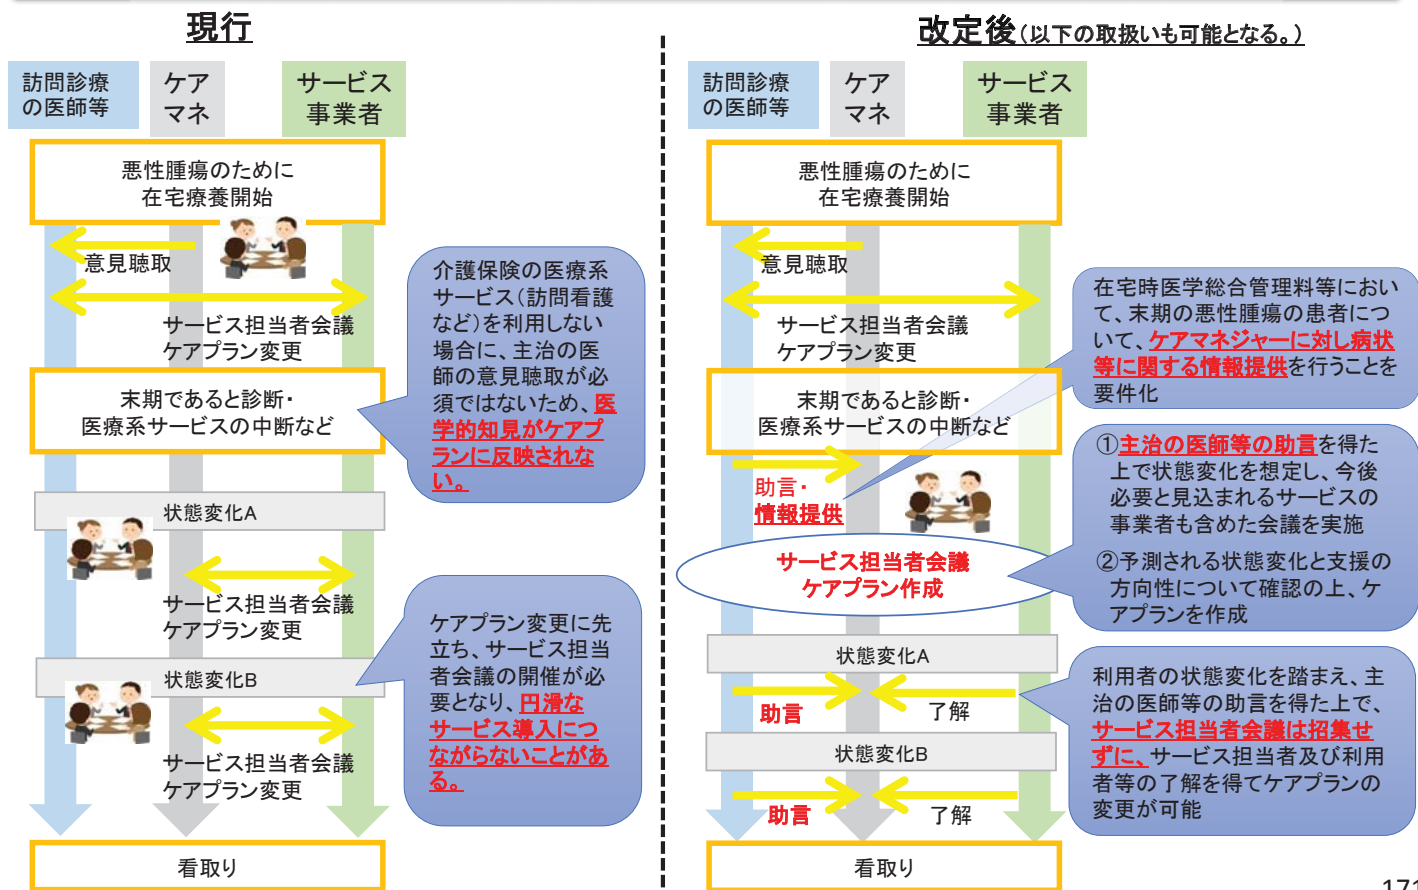 現行
訪問診療
の医師等
ケア
マネ
サービス
事業者
悪性腫瘍のために
在宅療養開始
意見聴取
サービス担当者会議
ケアプラン変更
末期であると診断・
医療系サービスの中断など
状態変化A
サービス担当者会議
ケアプラン変更
状態変化B
サービス担当者会議
ケアプラン変更
看取り
介護保険の医療系
サービス(訪問看護
など)を利用しない
場合に、主治の医
師の意見聴取が必
須ではないため、医
学的知見がケアプ
ランに反映されな
い。
ケアプラン変更に先
立ち、サービス担当
者会議の開催が必
要となり、円滑な
サービス導入につ
ながらないことがあ
る。
改定後(以下の取扱いも可能となる。)
訪問診療
の医師等
ケア
マネ
サービス
事業者
悪性腫瘍のために
在宅療養開始
意見聴取
サービス担当者会議
ケアプラン変更
末期であると診断・
医療系サービスの中断など
助言・
情報提供
サービス担当者会議
ケアプラン作成
状態変化A
助言
了解
状態変化B
助言
了解
看取り
在宅時医学総合管理料等におい
て、末期の悪性腫瘍の患者につ
いて、ケアマネジャーに対し病状
等に関する情報提供を行うことを
要件化
①主治の医師等の助言を得た
上で状態変化を想定し、今後
必要と見込まれるサービスの
事業者も含めた会議を実施
②予測される状態変化と支援の
方向性について確認の上、ケ
アプランを作成
利用者の状態変化を踏まえ、主
治の医師等の助言を得た上で、
サービス担当者会議は招集せ
ずに、サービス担当者及び利用
者等の了解を得てケアプランの
変更が可能
171